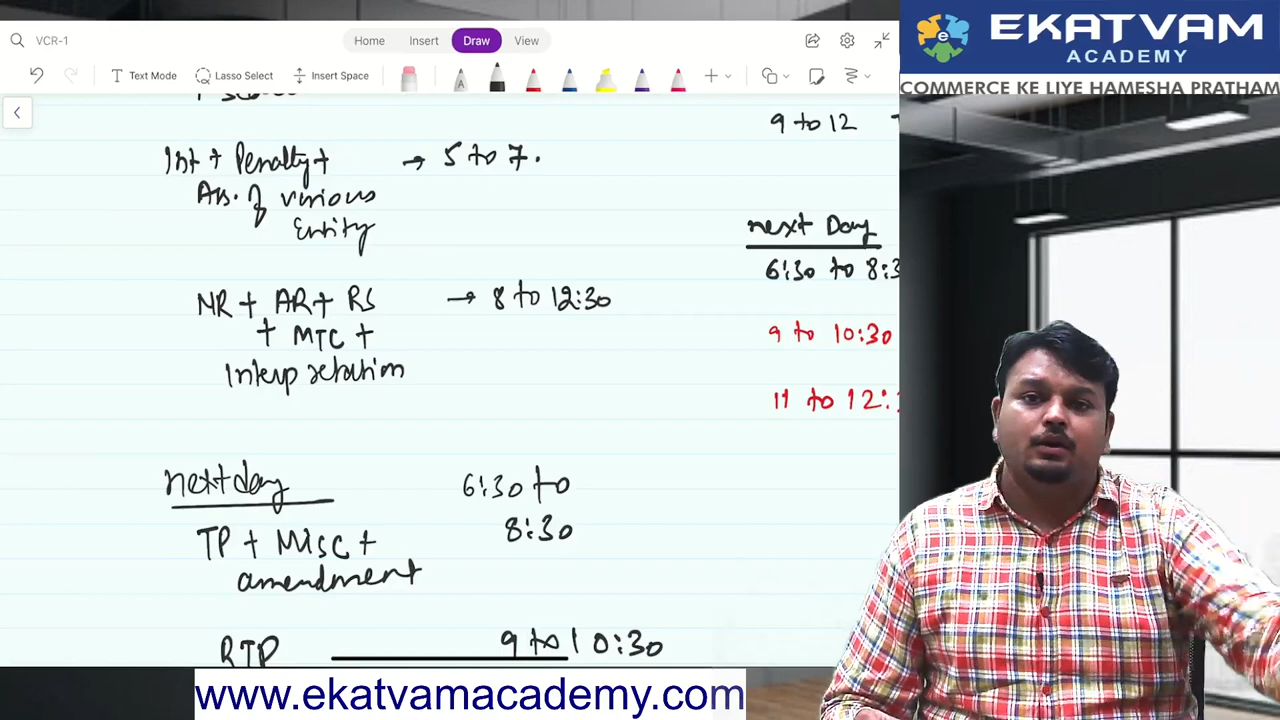 VCR-1
Home Insert Draw View
Text Mode Lasso Select Insert Space
EKATVAM
ACADEMY
COMMERCE KE LIYE HAMESHA PRATHAM
9 to 12
Int + Penalty + → 5 to 7.
Ass. of various
Entity
next Day
6:30 to 8:3
NR + AR + RS → 8 to 12:30
+ MTC +
Interpretation
9 to 10:30
11 to 12:
next day 6:30 to
8:30
TP + MISC +
amendment
RTP 9 to 10:30
www.ekatvamacademy.com